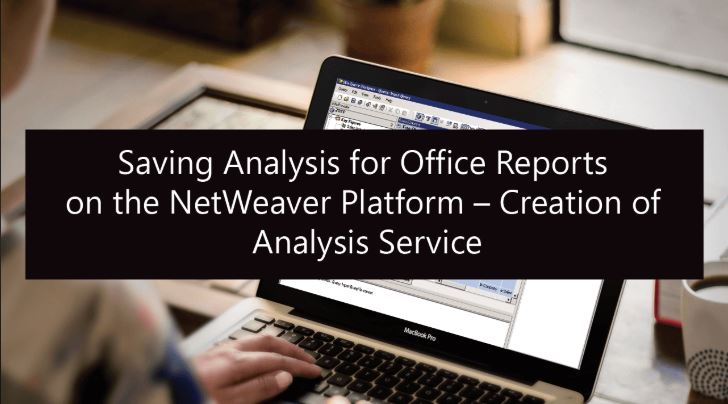 Saving Analysis for Office Reports
on the NetWeaver Platform – Creation of
Analysis Service
MacBook Pro